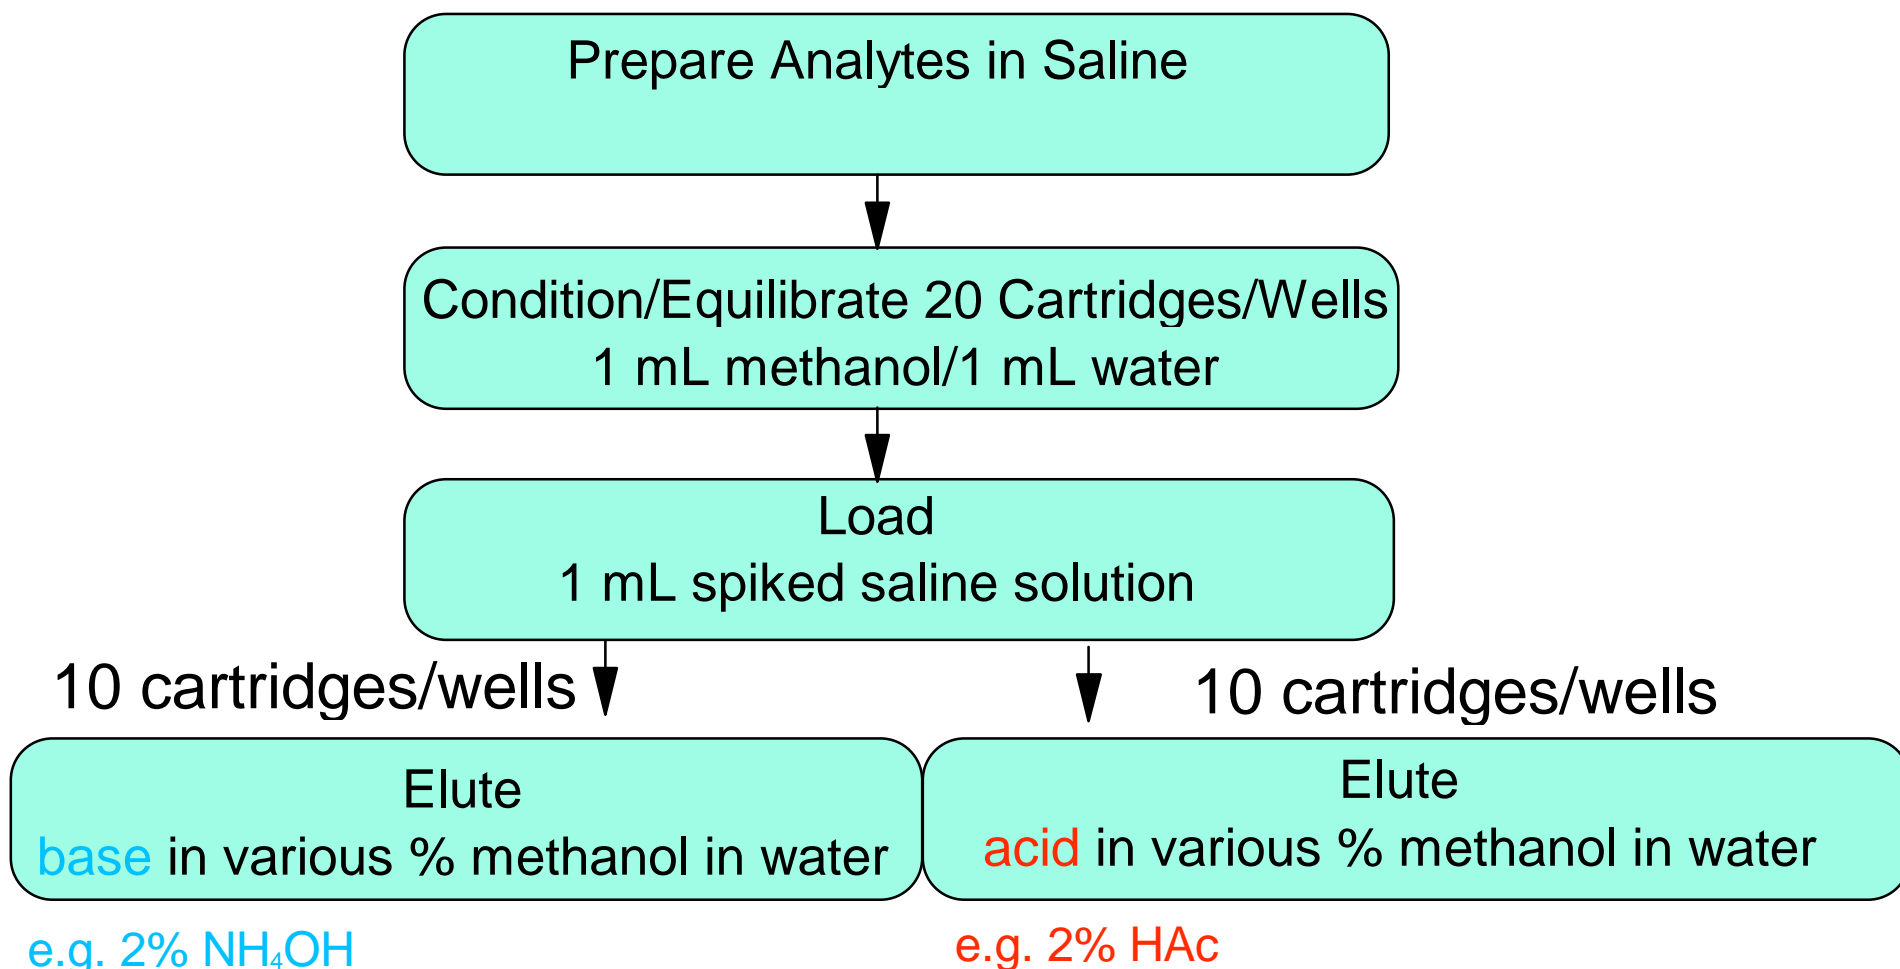 Prepare Analytes in Saline
Condition/Equilibrate 20 Cartridges/Wells
1 mL methanol/1 mL water
Load
1 mL spiked saline solution
10 cartridges/wells
10 cartridges/wells
Elute
base in various % methanol in water
Elute
acid in various % methanol in water
e.g. 2% NH₄OH
e.g. 2% HAc